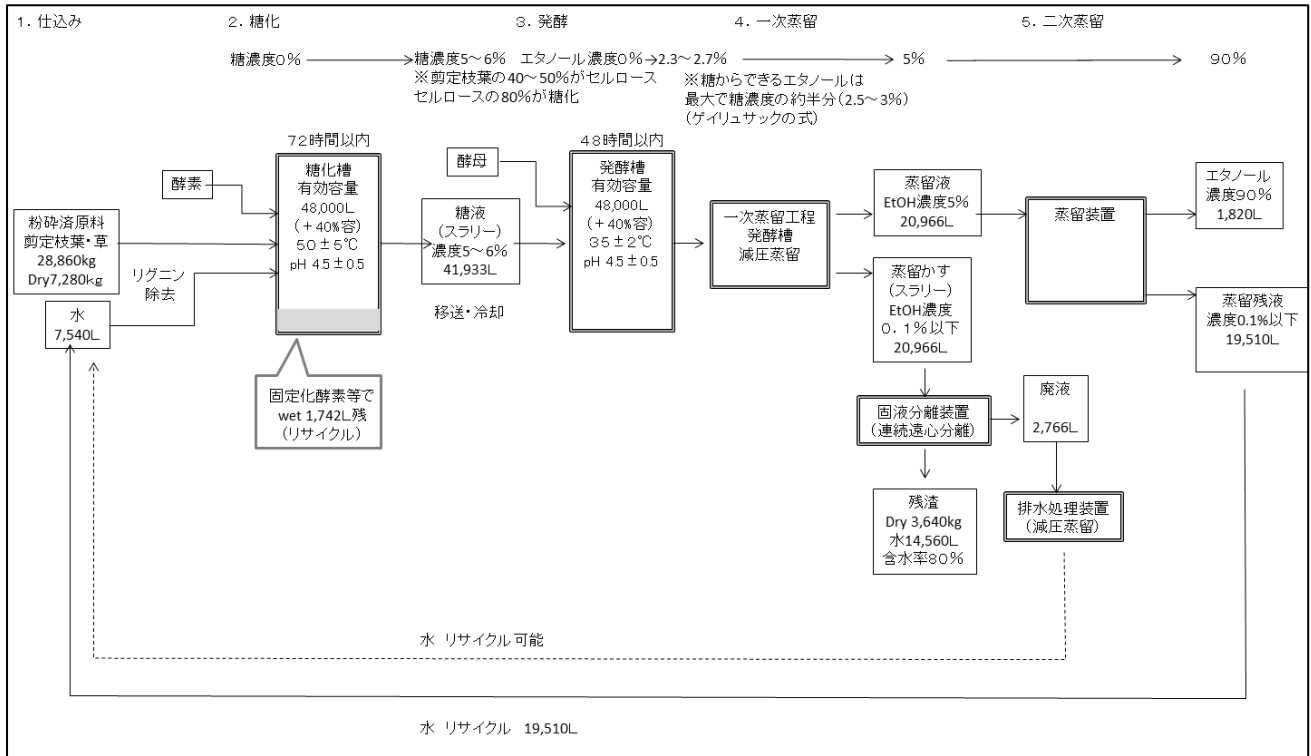 1．仕込み
2．糖化
3．発酵
4．一次蒸留
5．二次蒸留
糖濃度0％
糖濃度5～6％　エタノール濃度0％→2.3～2.7％
5％
90％
※剪定枝葉の40～50％がセルロース
セルロースの80％が糖化
※糖からできるエタノールは
最大で糖濃度の約半分（2.5～3％）
（ゲイリュサックの式）
72時間以内
48時間以内
酵素
粉砕済原料
剪定枝葉・草
28,860kg
Dry7,280kg
水
7,540L
リグニン
除去
糖化槽
有効容量
48,000L
（＋40％容）
50±5℃
pH 4.5±0.5
固定化酵素等で
wet 1,742L残
（リサイクル）
酵母
糖液
（スラリー）
濃度5～6％
41,933L
移送・冷却
発酵槽
有効容量
48,000L
（＋40％容）
35±2℃
pH 4.5±0.5
一次蒸留工程
発酵槽
減圧蒸留
蒸留液
EtOH濃度5％
20,966L
蒸留かす
（スラリー）
EtOH濃度
0．1％以下
20,966L
固液分離装置
（連続遠心分離）
残渣
Dry 3,640kg
水14,560L
含水率80％
廃液
2,766L
排水処理装置
（減圧蒸留）
蒸留装置
エタノール
濃度90％
1,820L
蒸留残液
濃度0.1％以下
19,510L
水 リサイクル可能
水 リサイクル 19,510L